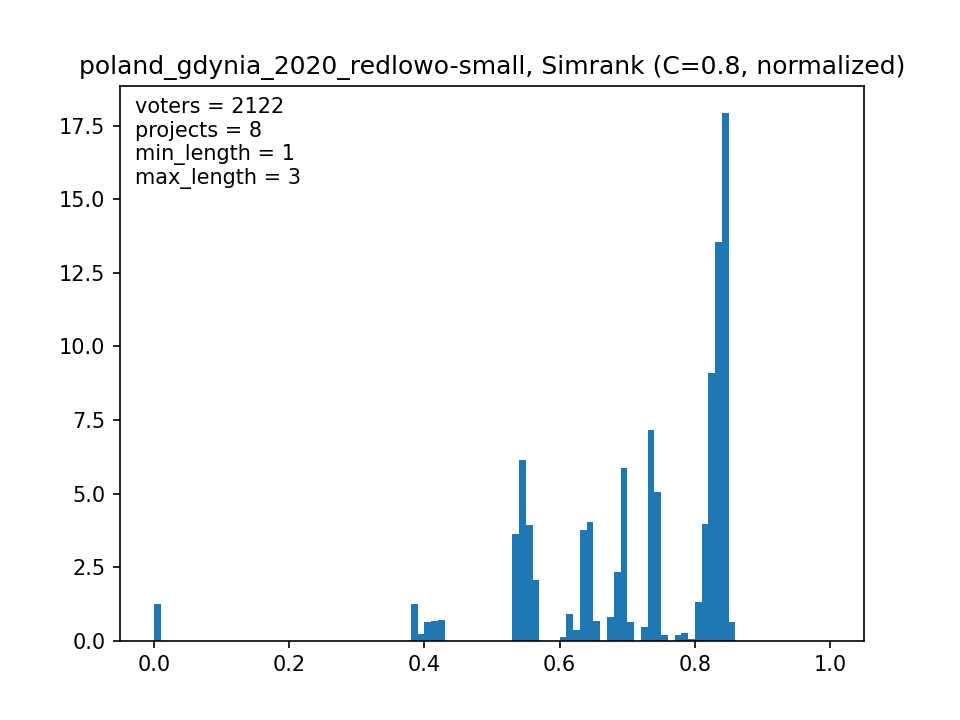 poland_gdynia_2020_redlowo-small, Simrank (C=0.8, normalized)
voters = 2122
projects = 8
min_length = 1
max_length = 3
17.5
15.0
12.5
10.0
7.5
5.0
2.5
0.0
0.0 0.2 0.4 0.6 0.8 1.0